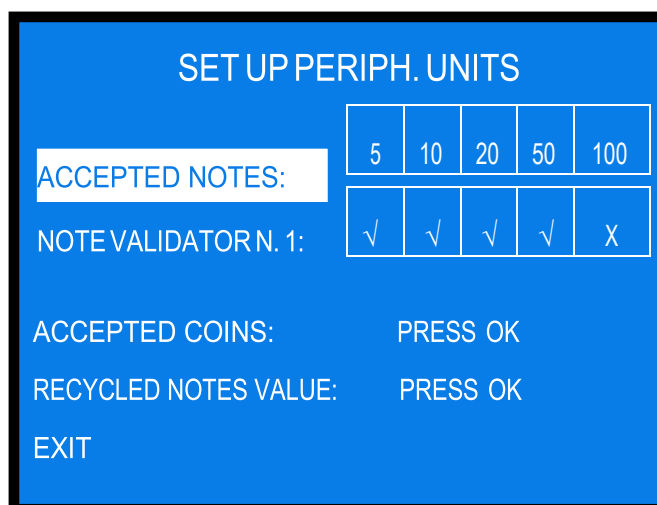 SET UP PERIPH. UNITS
5 10 20 50 100
ACCEPTED NOTES:
NOTE VALIDATOR N. 1: √ √ √ √ X
ACCEPTED COINS: PRESS OK
RECYCLED NOTES VALUE: PRESS OK
EXIT